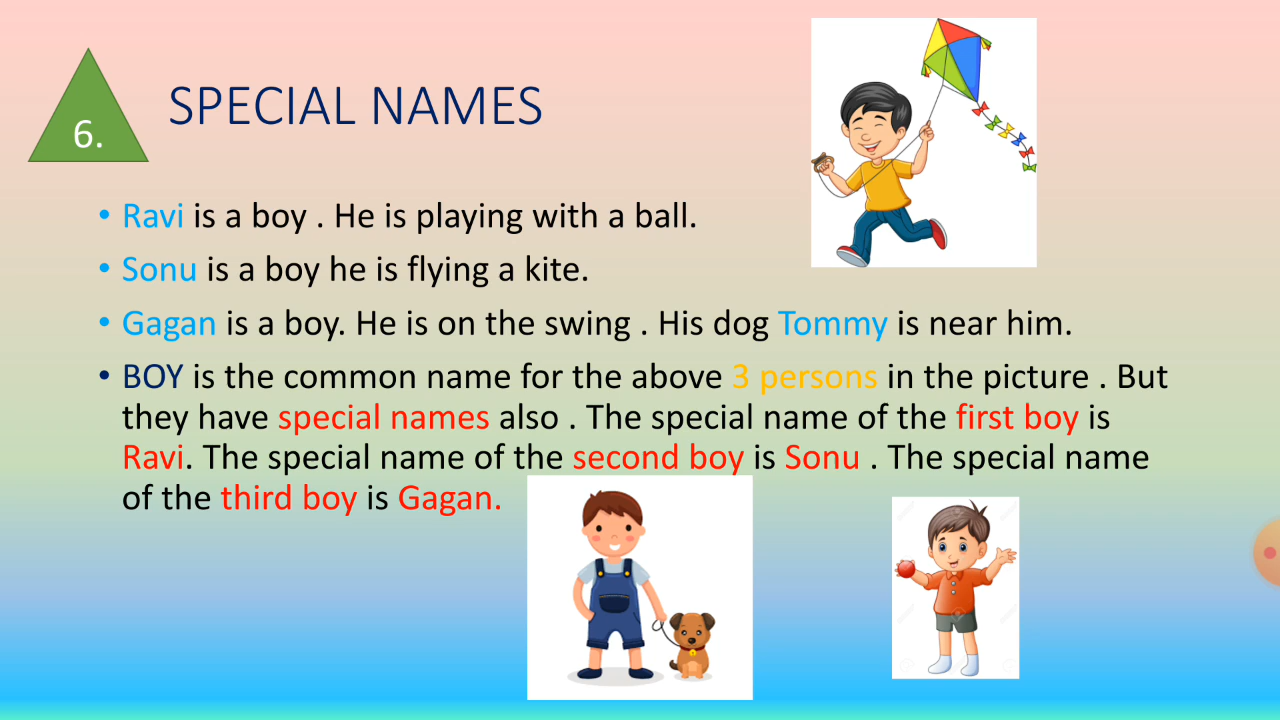 6.
SPECIAL NAMES
• Ravi is a boy . He is playing with a ball.
• Sonu is a boy he is flying a kite.
• Gagan is a boy. He is on the swing . His dog Tommy is near him.
• BOY is the common name for the above 3 persons in the picture . But
they have special names also . The special name of the first boy is
Ravi. The special name of the second boy is Sonu . The special name
of the third boy is Gagan.